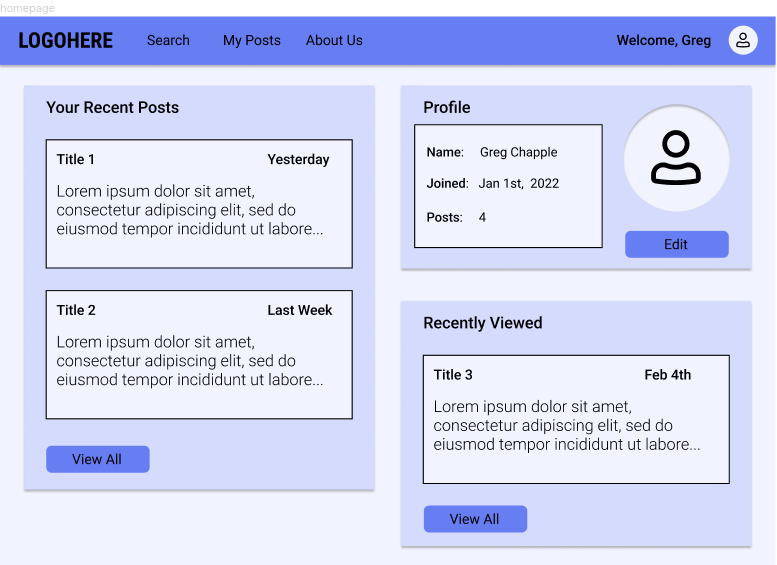 homepage
LOGOHERE Search My Posts About Us Welcome, Greg
Your Recent Posts
Title 1 Yesterday
Lorem ipsum dolor sit amet,
consectetur adipiscing elit, sed do
eiusmod tempor incididunt ut labore...
Title 2 Last Week
Lorem ipsum dolor sit amet,
consectetur adipiscing elit, sed do
eiusmod tempor incididunt ut labore...
View All
Profile
Name: Greg Chapple
Joined: Jan 1st, 2022
Posts: 4
Edit
Recently Viewed
Title 3 Feb 4th
Lorem ipsum dolor sit amet,
consectetur adipiscing elit, sed do
eiusmod tempor incididunt ut labore...
View All